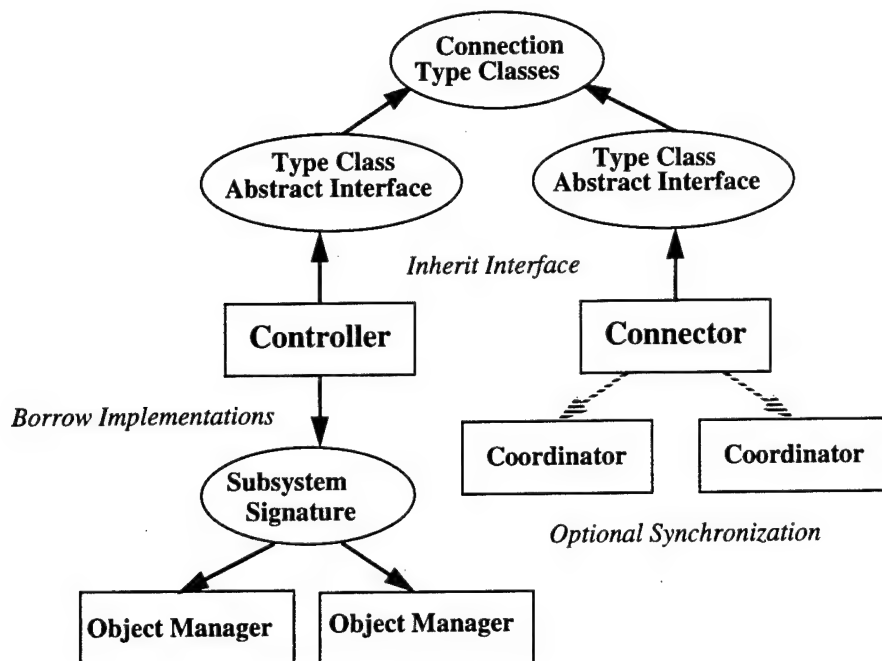 Connection
Type Classes
Type Class
Abstract Interface
Type Class
Abstract Interface
Inherit Interface
Controller
Connector
Borrow Implementations
Coordinator
Coordinator
Subsystem
Signature
Optional Synchronization
Object Manager
Object Manager